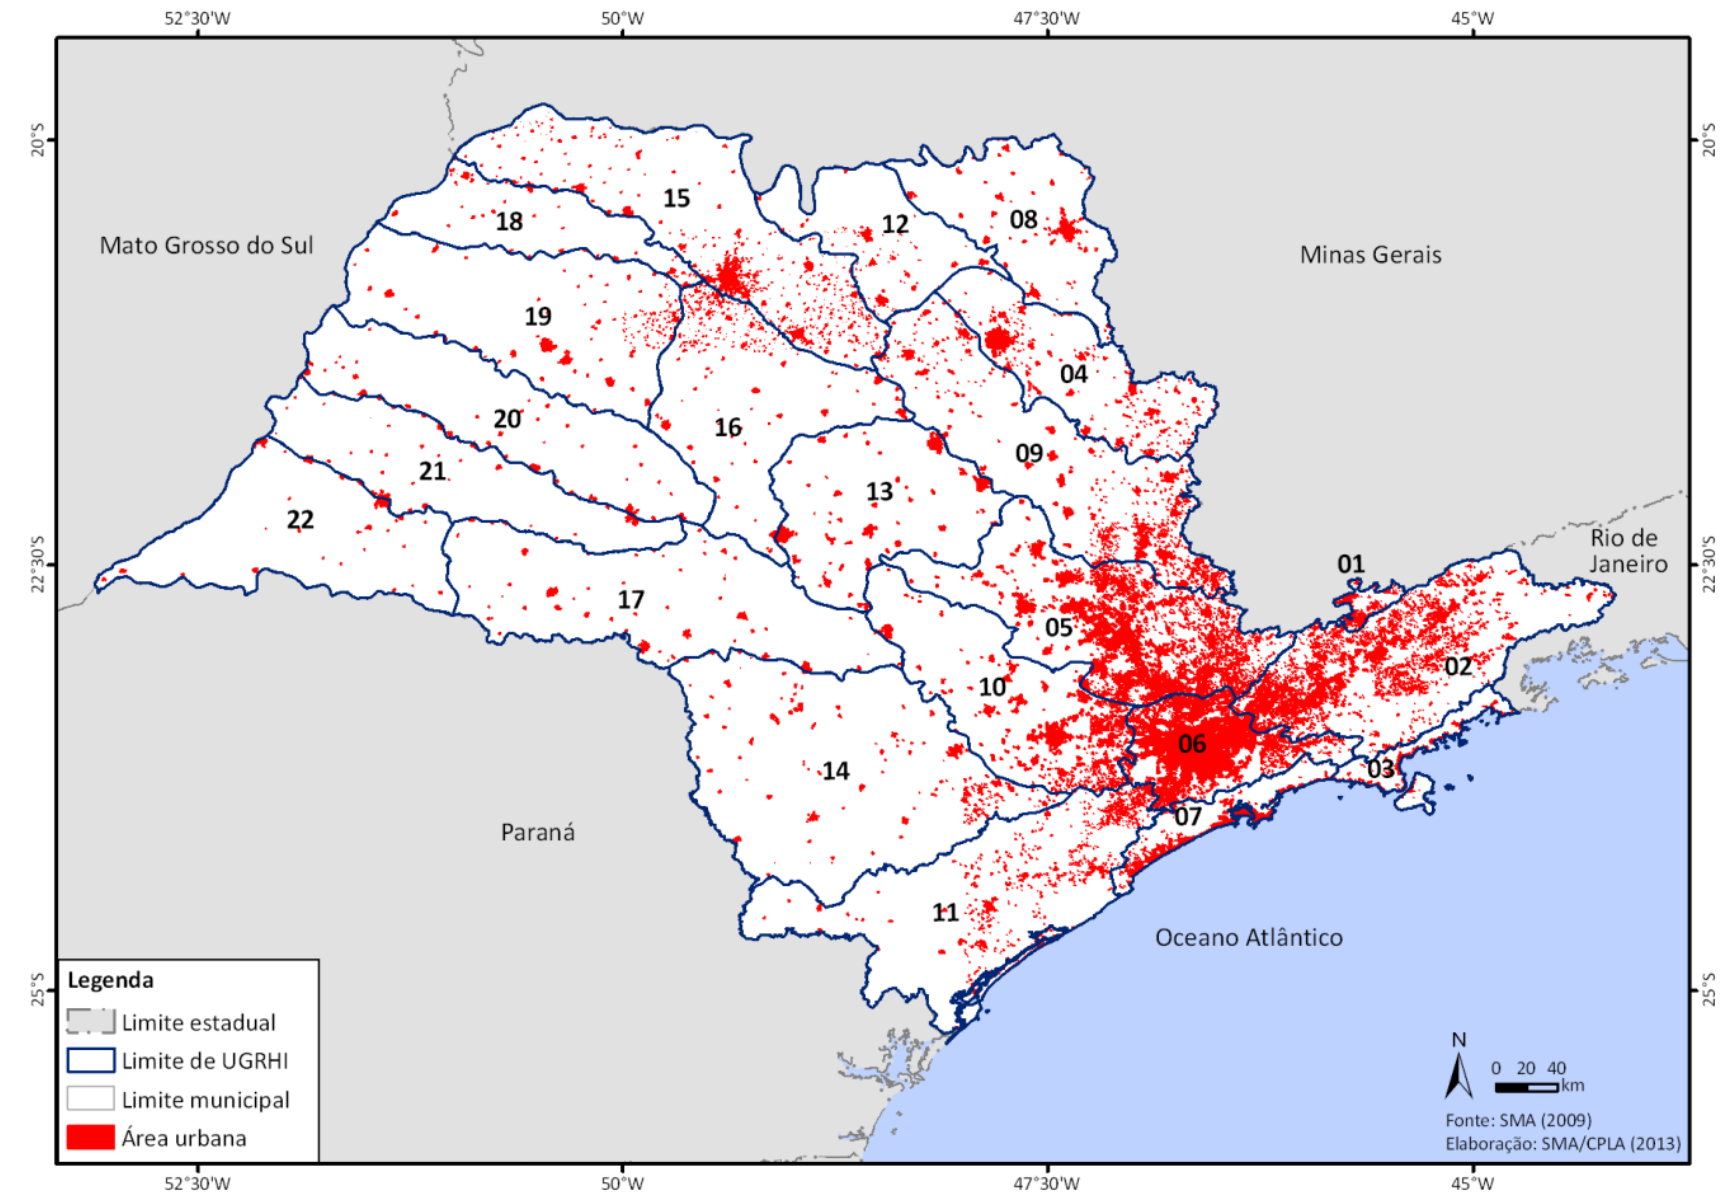 52°30'W
50°W
47°30'W
45°W
20°S
20°S
15
18
12
08
Mato Grosso do Sul
Minas Gerais
19
04
20
16
09
21
13
22
22°30'S
22°30'S
01
Rio de
Janeiro
17
05
02
10
06
14
03
07
Paraná
11
Oceano Atlântico
25°S
25°S
Legenda
Limite estadual
Limite de UGRHI
Limite municipal
Área urbana
N
0 20 40
km
Fonte: SMA (2009)
Elaboração: SMA/CPLA (2013)
52°30'W
50°W
47°30'W
45°W